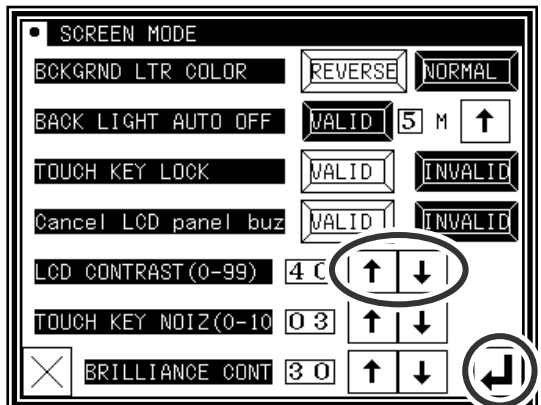 SCREEN MODE
BCKGRND LTR COLOR REVERSE NORMAL
BACK LIGHT AUTO OFF VALID 5 M ↑
TOUCH KEY LOCK VALID INVALID
Cancel LCD panel buz VALID INVALID
LCD CONTRAST(0-99) 40 ↑ ↓
TOUCH KEY NOIZ(0-10 03 ↑ ↓
BRILLIANCE CONT 30 ↑ ↓